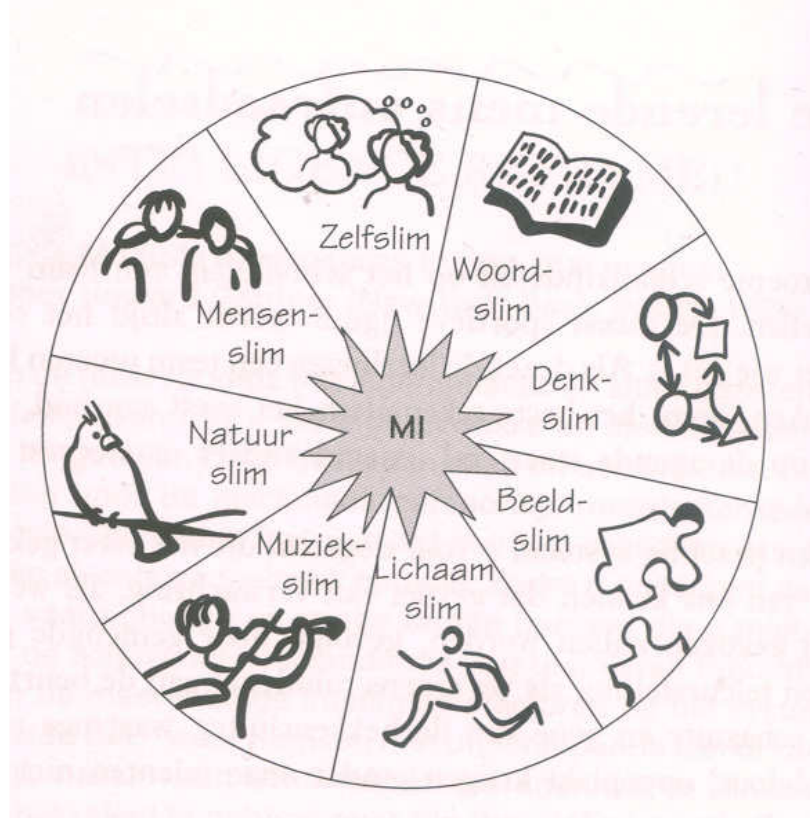 Zelfslim
Woord-
slim
Denk-
slim
Beeld-
slim
Lichaam
slim
Muziek-
slim
Natuur
slim
Mensen-
slim
MI